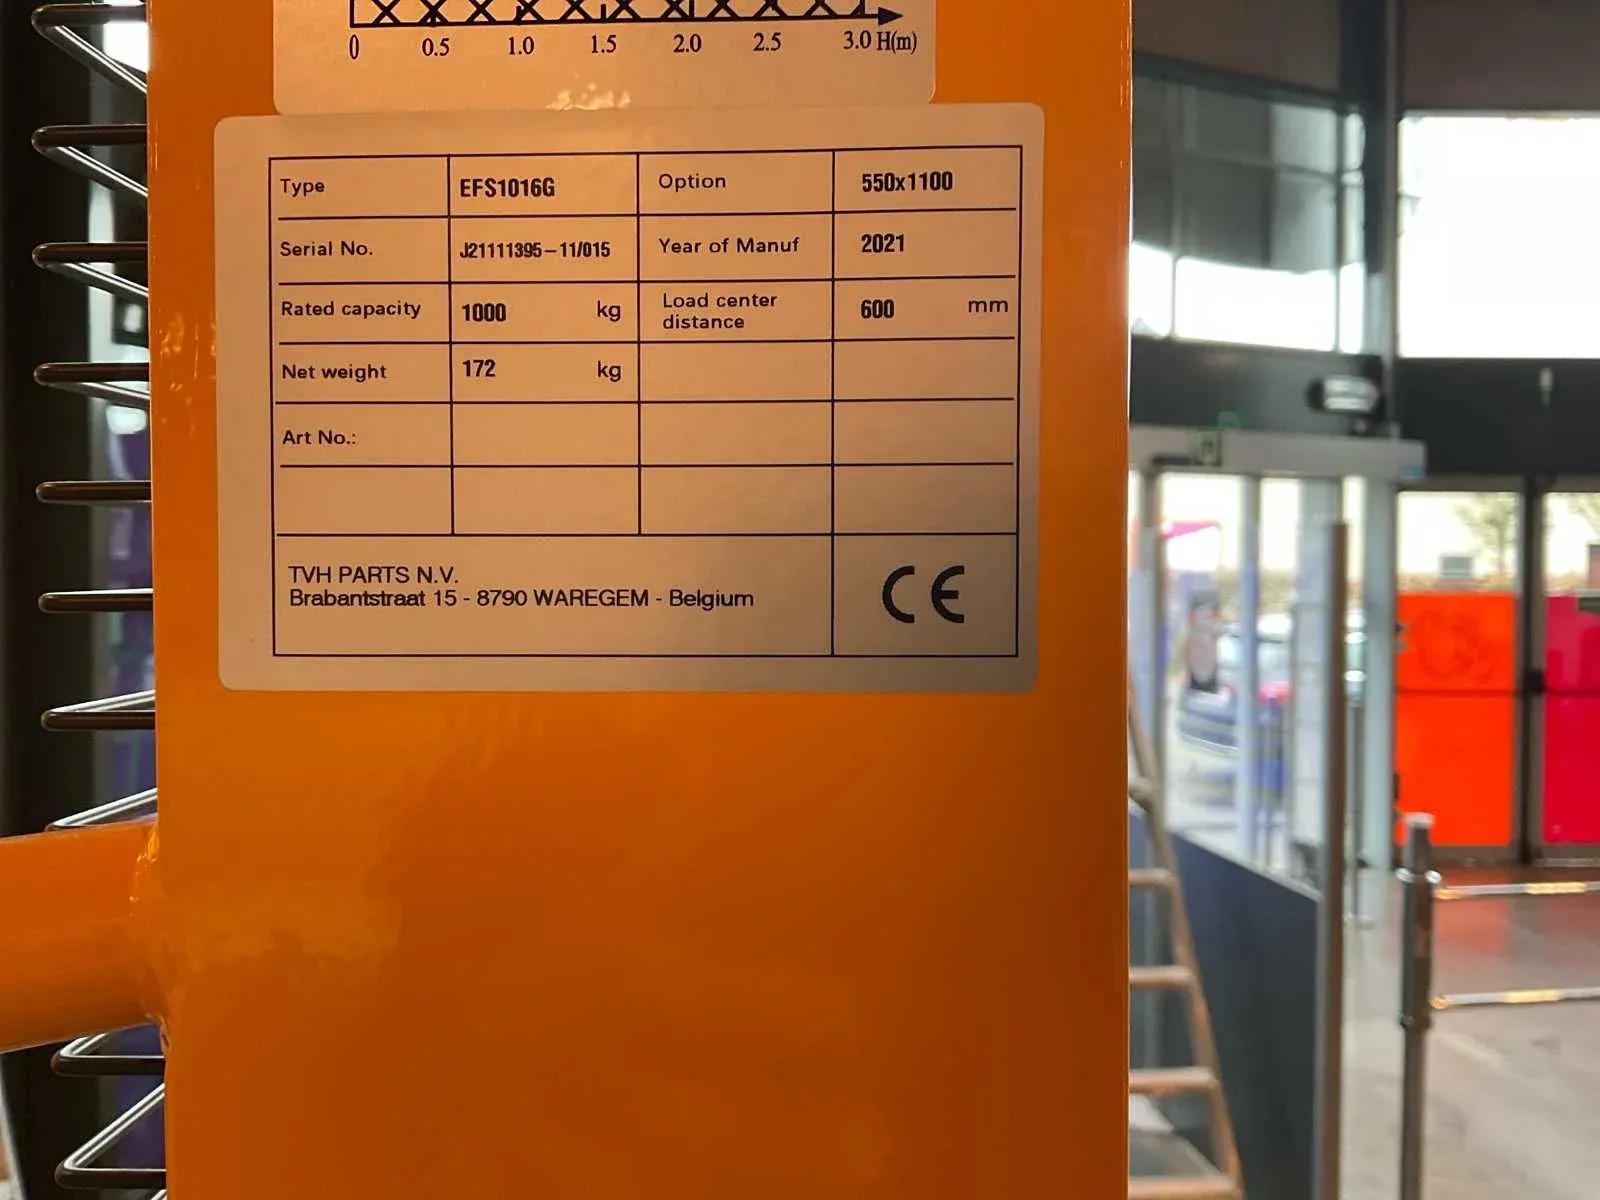 0 0.5 1.0 1.5 2.0 2.5 3.0 H(m)
Type EFS1016G Option 550x1100
Serial No. J21111395-11/015 Year of Manuf 2021
Rated capacity 1000 kg Load center distance 600 mm
Net weight 172 kg
Art No.:
TVH PARTS N.V.
Brabantstraat 15 - 8790 WAREGEM - Belgium
CE